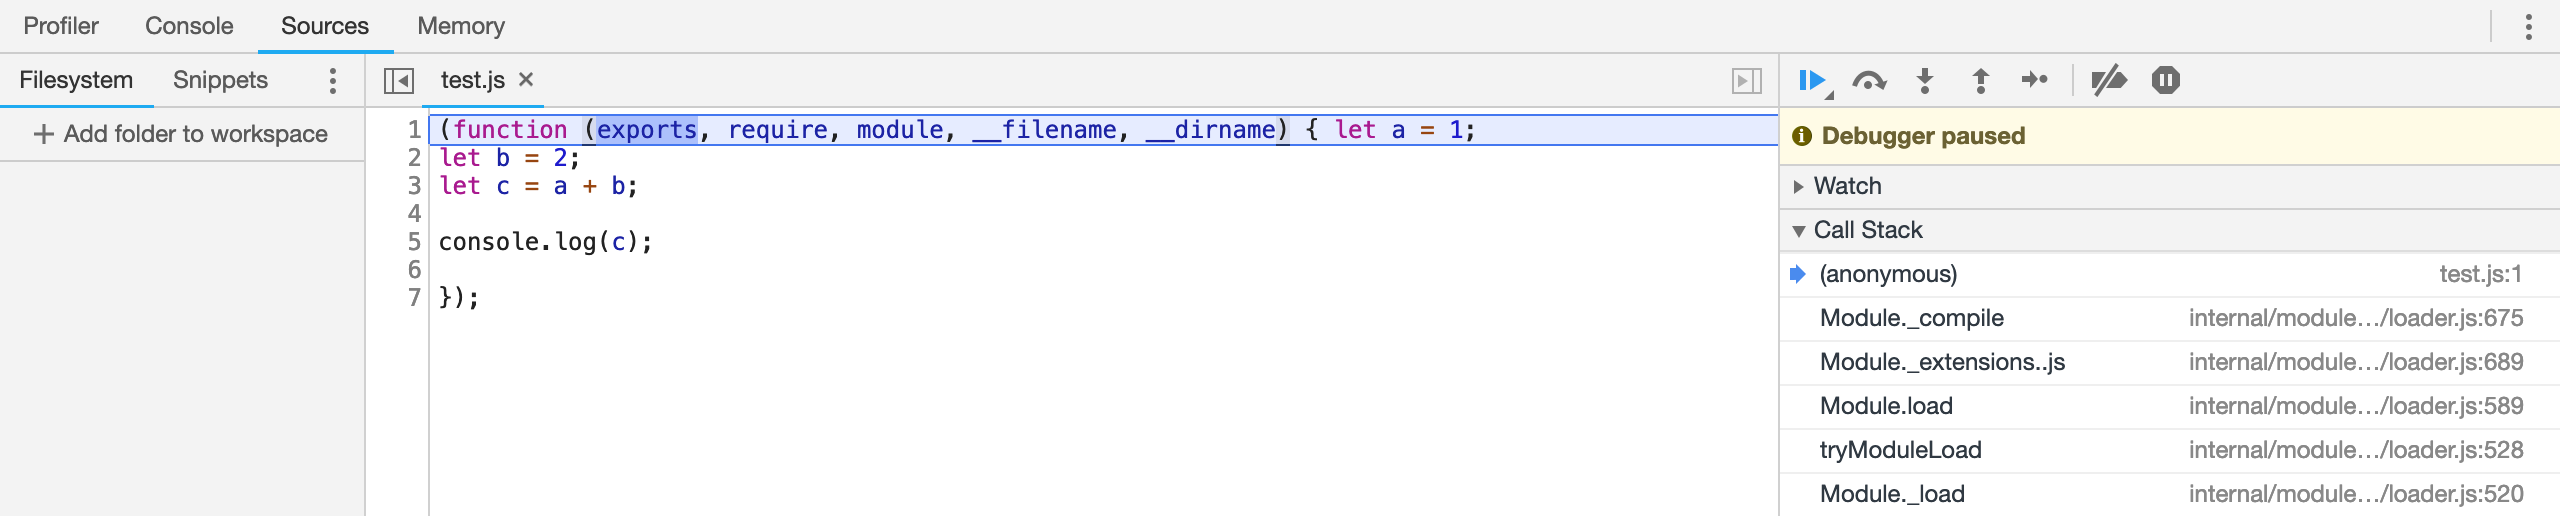 Profiler Console Sources Memory
Filesystem Snippets
+ Add folder to workspace
test.js ×
1 (function (exports, require, module, __filename, __dirname) { let a = 1;
2 let b = 2;
3 let c = a + b;
4
5 console.log(c);
6
7 });
Debugger paused
Watch
Call Stack
(anonymous) test.js:1
Module._compile internal/module…/loader.js:675
Module._extensions..js internal/module…/loader.js:689
Module.load internal/module…/loader.js:589
tryModuleLoad internal/module…/loader.js:528
Module._load internal/module…/loader.js:520